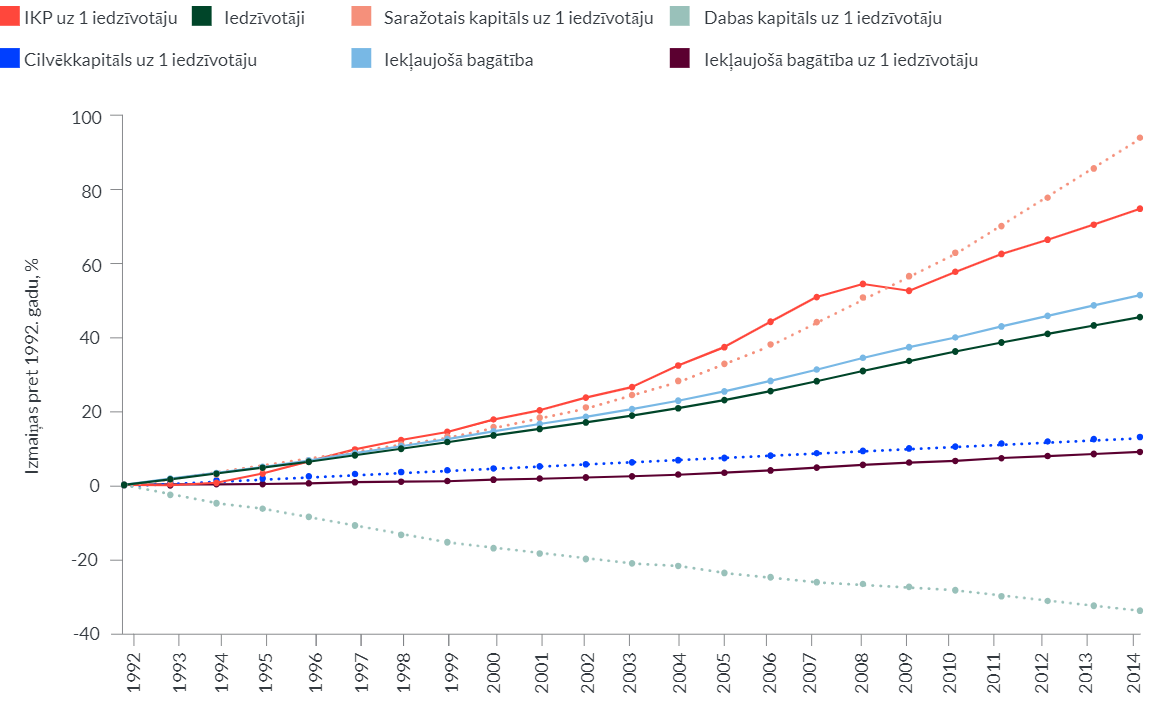 IKP uz 1 iedzīvotāju Iedzīvotāji Saražotais kapitāls uz 1 iedzīvotāju Dabas kapitāls uz 1 iedzīvotāju
Cilvēkkapitāls uz 1 iedzīvotāju Iekļaujošā bagātība Iekļaujošā bagātība uz 1 iedzīvotāju
Izmaiņas pret 1992. gadu, %
100
80
60
40
20
0
-20
-40
1992 1993 1994 1995 1996 1997 1998 1999 2000 2001 2002 2003 2004 2005 2006 2007 2008 2009 2010 2011 2012 2013 2014